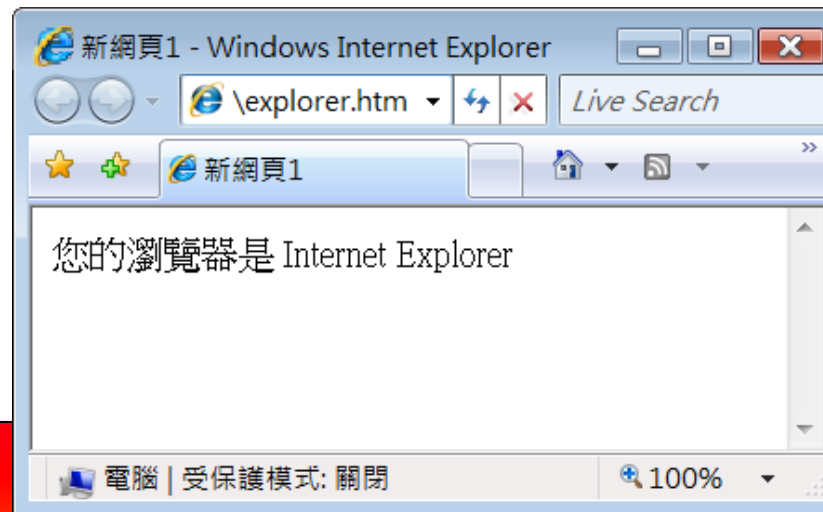 新網頁1 - Windows Internet Explorer
\explorer.htm Live Search
新網頁1
您的瀏覽器是 Internet Explorer
電腦 | 受保護模式: 關閉 100%